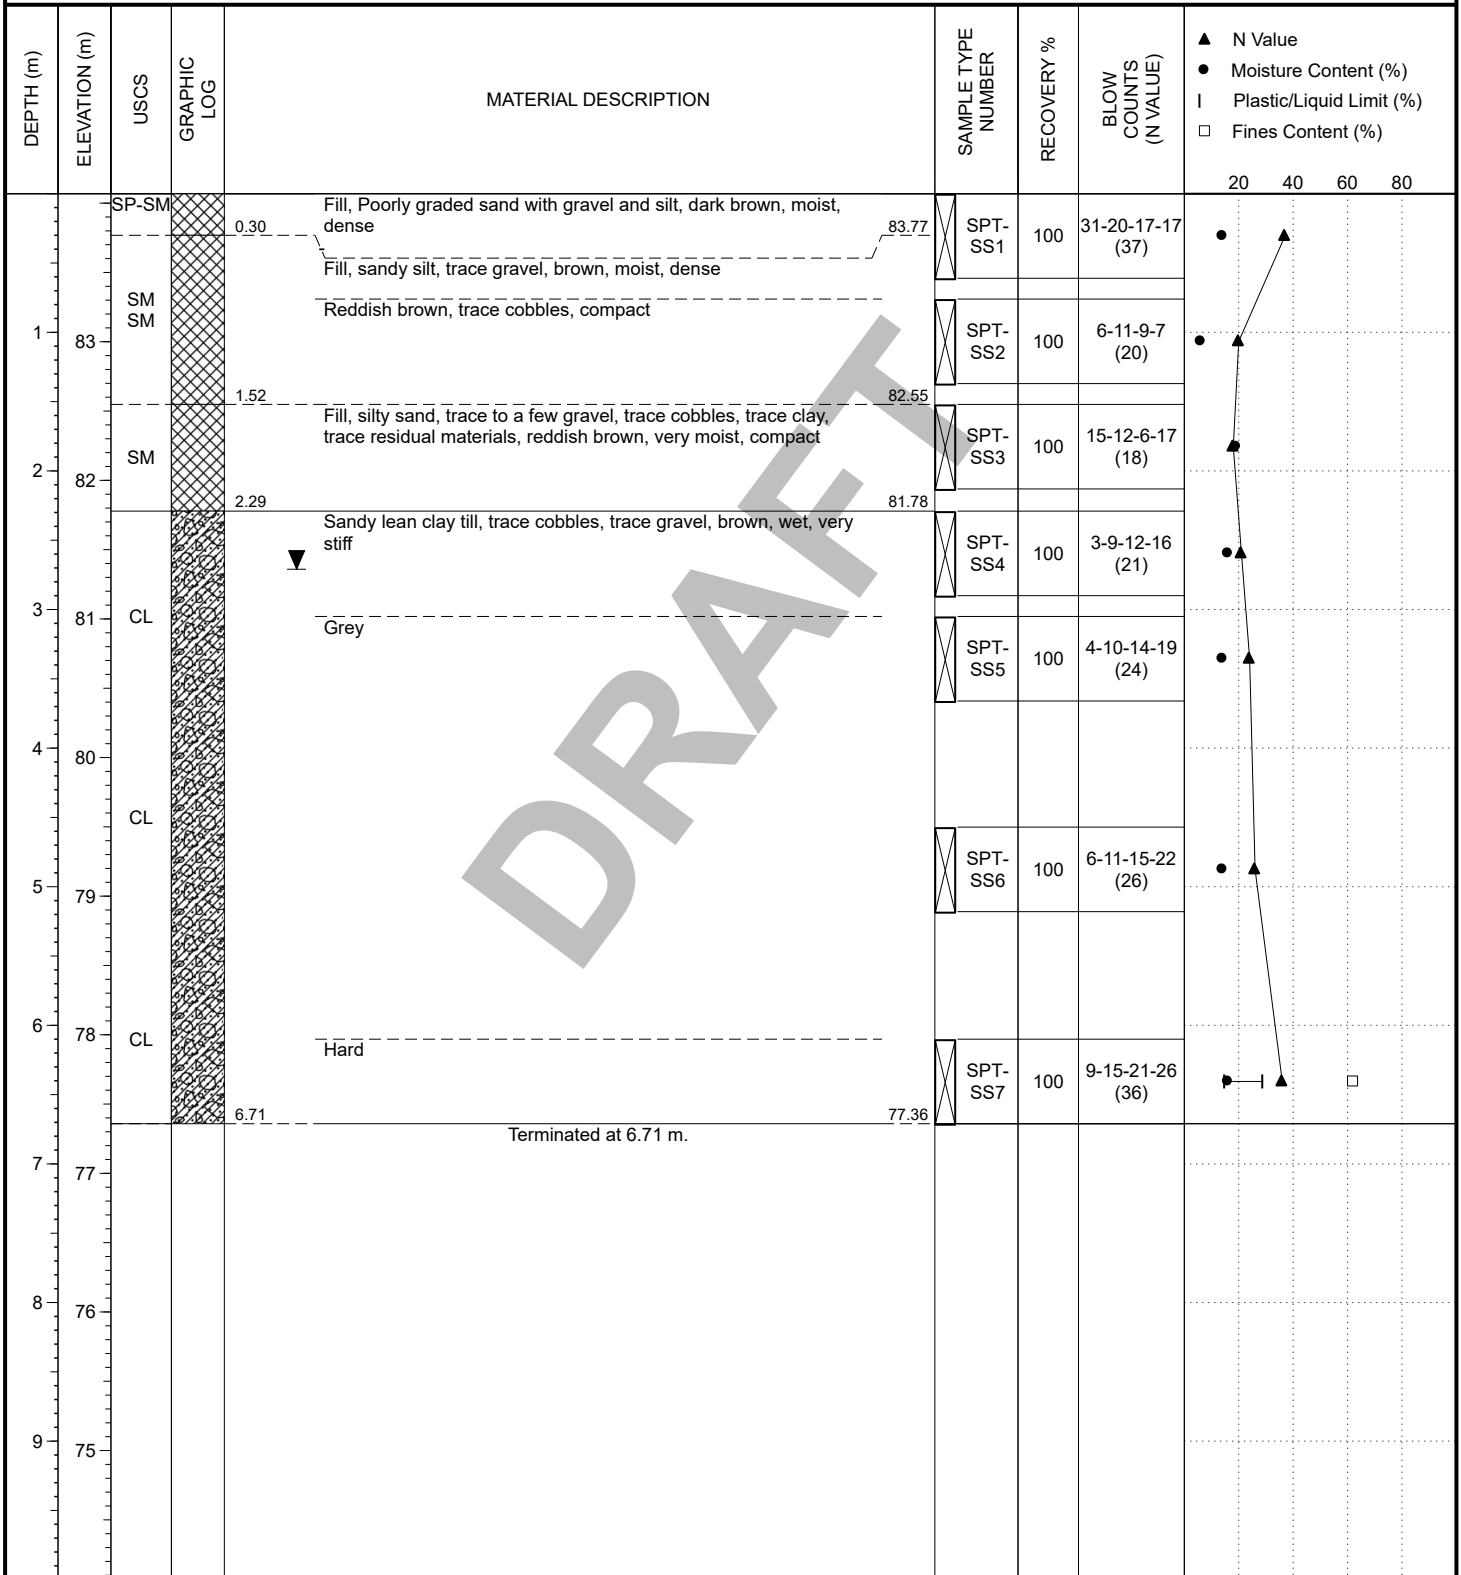 DEPTH (m)
ELEVATION (m)
USCS
GRAPHIC
LOG
MATERIAL DESCRIPTION
SAMPLE TYPE
NUMBER
RECOVERY %
BLOW
COUNTS
(N VALUE)
N Value
Moisture Content (%)
Plastic/Liquid Limit (%)
Fines Content (%)
20 40 60 80
SP-SM
Fill, Poorly graded sand with gravel and silt, dark brown, moist,
dense
0.30
83.77
SPT-
SS1
100
31-20-17-17
(37)
Fill, sandy silt, trace gravel, brown, moist, dense
SM
SM
Reddish brown, trace cobbles, compact
1
83
SPT-
SS2
100
6-11-9-7
(20)
1.52
82.55
Fill, silty sand, trace to a few gravel, trace cobbles, trace clay,
trace residual materials, reddish brown, very moist, compact
SM
SPT-
SS3
100
15-12-6-17
(18)
2
82
2.29
81.78
Sandy lean clay till, trace cobbles, trace gravel, brown, wet, very
stiff
SPT-
SS4
100
3-9-12-16
(21)
3
81
CL
Grey
SPT-
SS5
100
4-10-14-19
(24)
4
80
CL
SPT-
SS6
100
6-11-15-22
(26)
5
79
6
78
CL
Hard
SPT-
SS7
100
9-15-21-26
(36)
6.71
77.36
Terminated at 6.71 m.
7
77
8
76
9
75
DRAFT